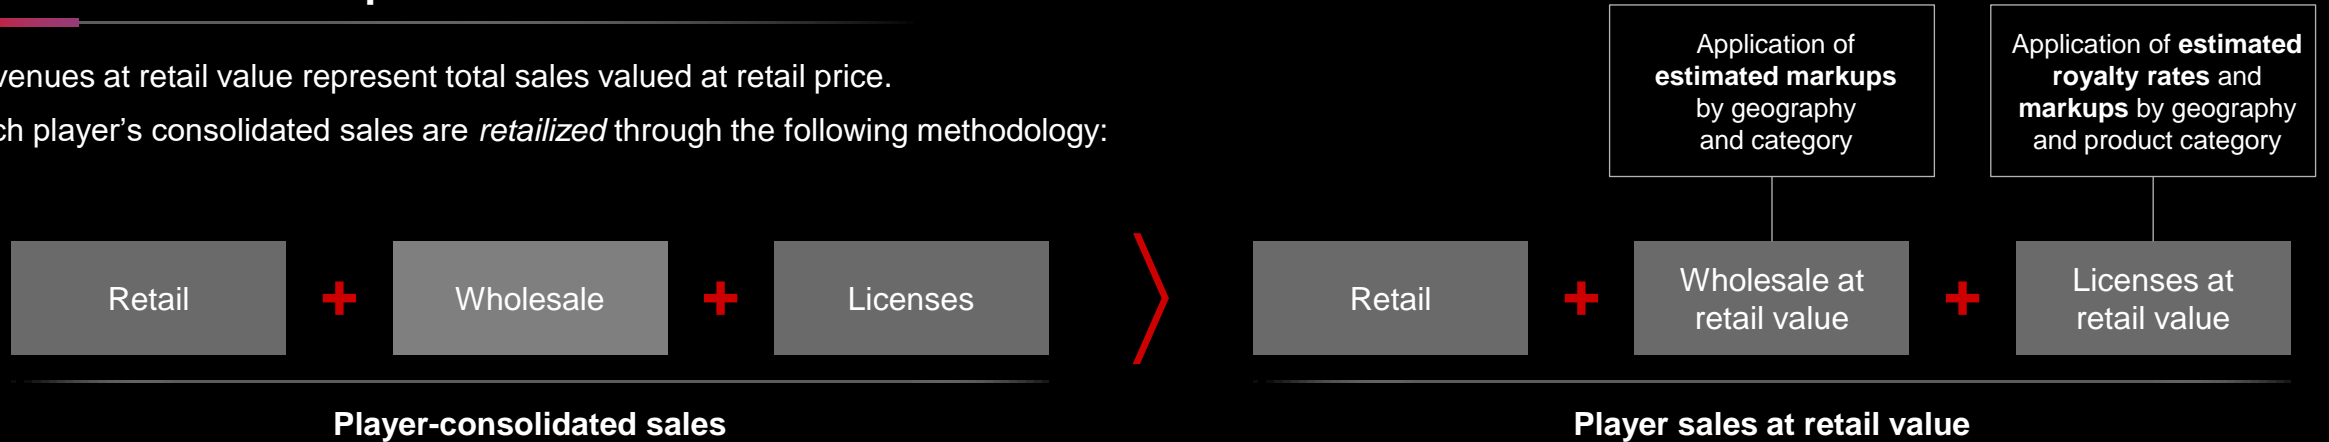 venues at retail value represent total sales valued at retail price.
ch player's consolidated sales are retailized through the following methodology:
Application of
estimated markups
by geography
and category
Application of estimated
royalty rates and
markups by geography
and product category
Retail + Wholesale + Licenses
Retail + Wholesale at
retail value
+ Licenses at
retail value
Player-consolidated sales
Player sales at retail value